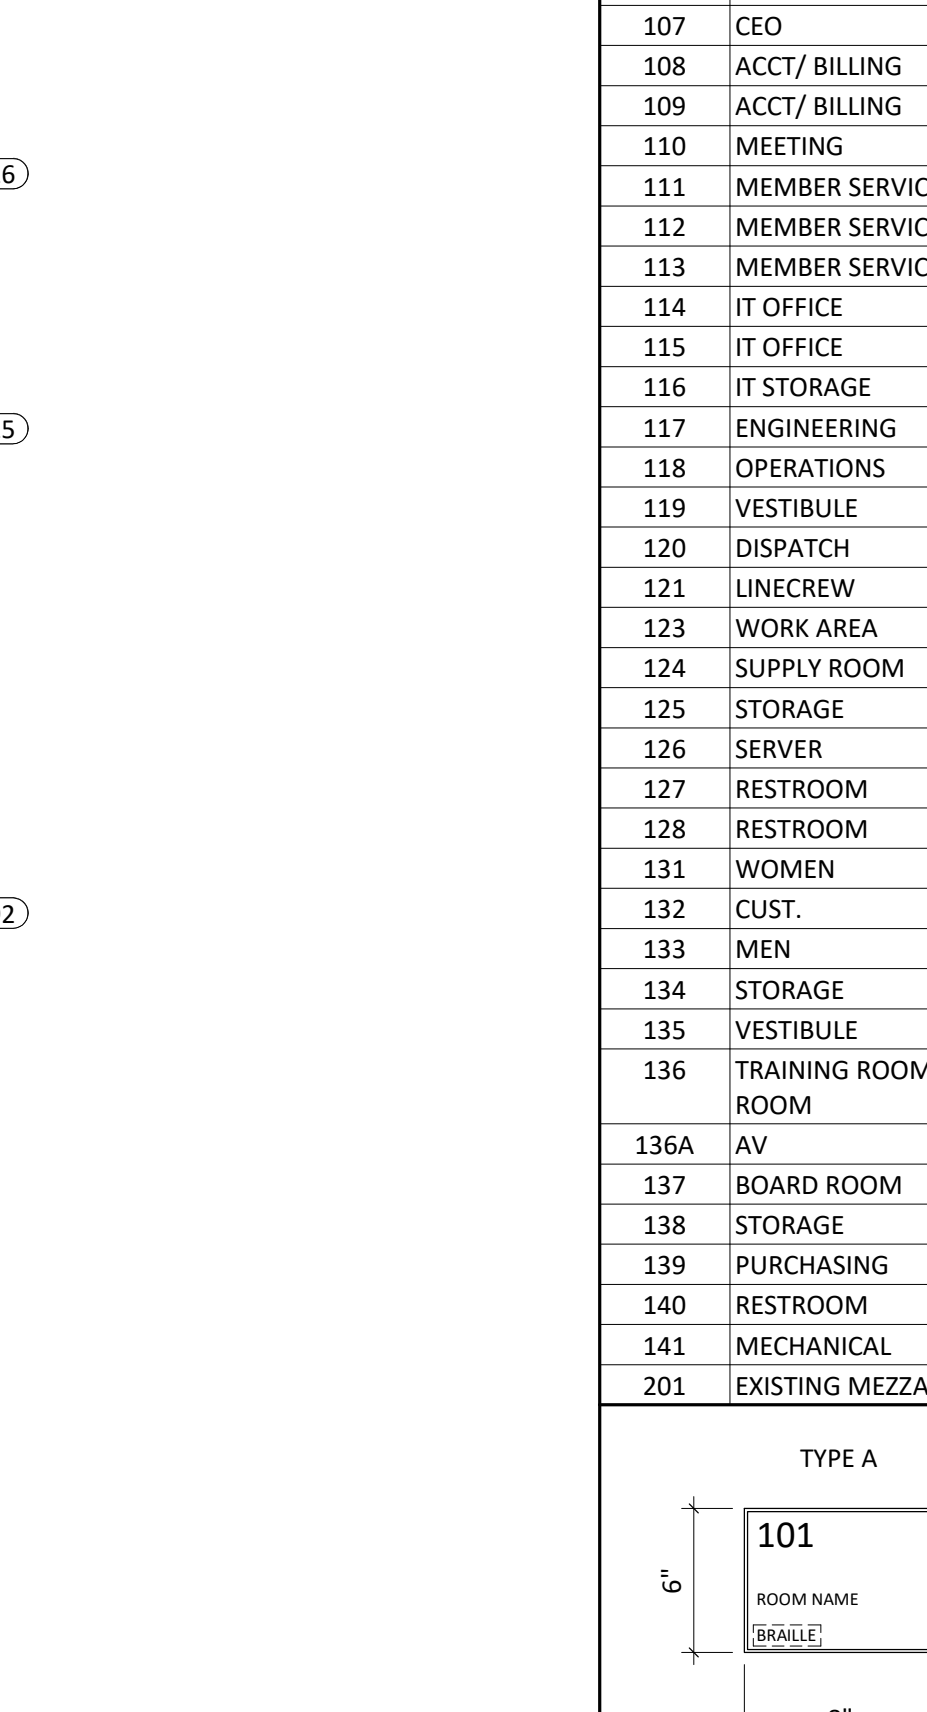 107 CEO
108 ACCT/ BILLING
109 ACCT/ BILLING
110 MEETING
6
111 MEMBER SERVIC
112 MEMBER SERVIC
113 MEMBER SERVIC
114 IT OFFICE
115 IT OFFICE
116 IT STORAGE
5
117 ENGINEERING
118 OPERATIONS
119 VESTIBULE
120 DISPATCH
121 LINECREW
123 WORK AREA
124 SUPPLY ROOM
125 STORAGE
126 SERVER
127 RESTROOM
128 RESTROOM
131 WOMEN
132 CUST.
2
133 MEN
134 STORAGE
135 VESTIBULE
136 TRAINING ROOM
ROOM
136A AV
137 BOARD ROOM
138 STORAGE
139 PURCHASING
140 RESTROOM
141 MECHANICAL
201 EXISTING MEZZA
TYPE A
101
6"
ROOM NAME
BRAILLE